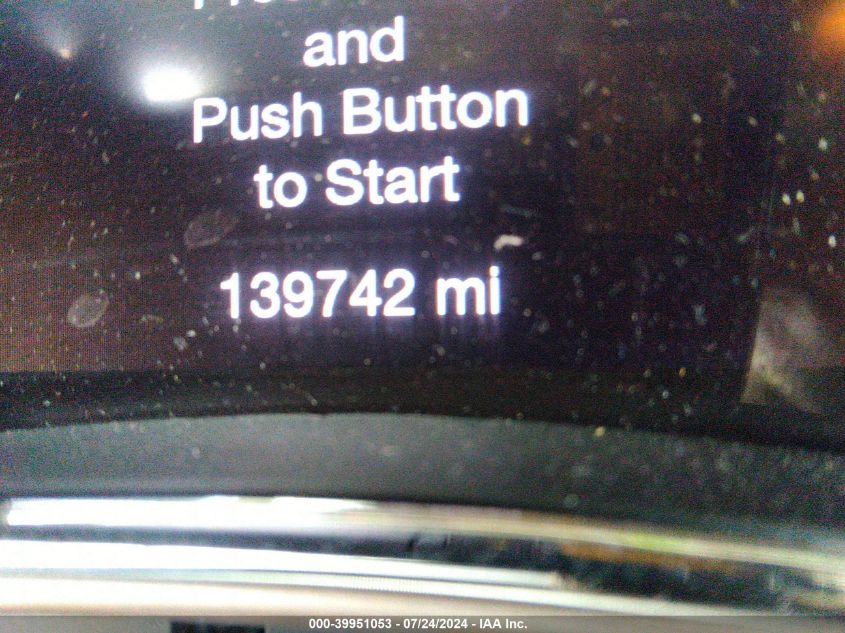 and
Push Button
to Start
139742 mi
000-39951053 - 07/24/2024 - IAA Inc.